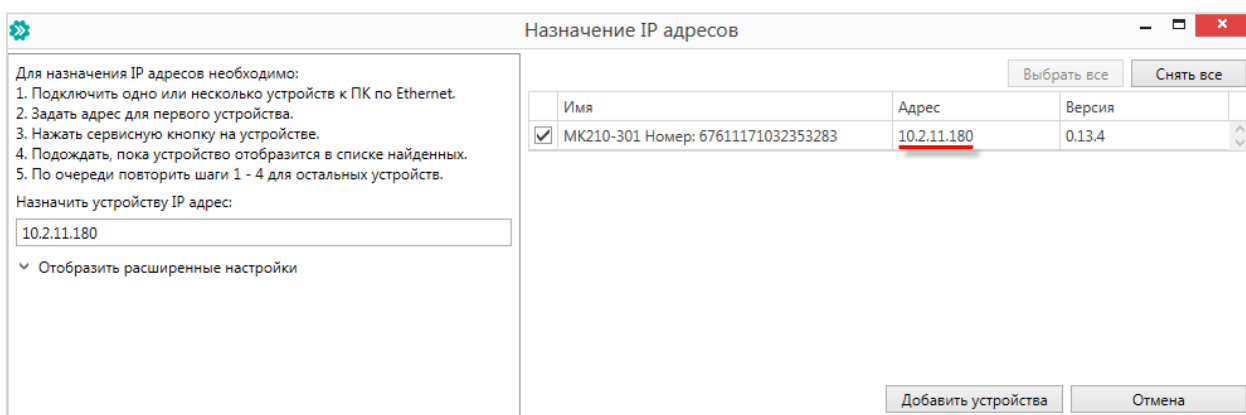 Назначение IP адресов
Для назначения IP адресов необходимо:
1. Подключить одно или несколько устройств к ПК по Ethernet.
2. Задать адрес для первого устройства.
3. Нажать сервисную кнопку на устройстве.
4. Подождать, пока устройство отобразится в списке найденных.
5. По очереди повторить шаги 1 - 4 для остальных устройств.
Назначить устройству IP адрес:
10.2.11.180
Отобразить расширенные настройки
Выбрать все Снять все
Имя Адрес Версия
МК210-301 Номер: 67611171032353283 10.2.11.180 0.13.4
Добавить устройства Отмена